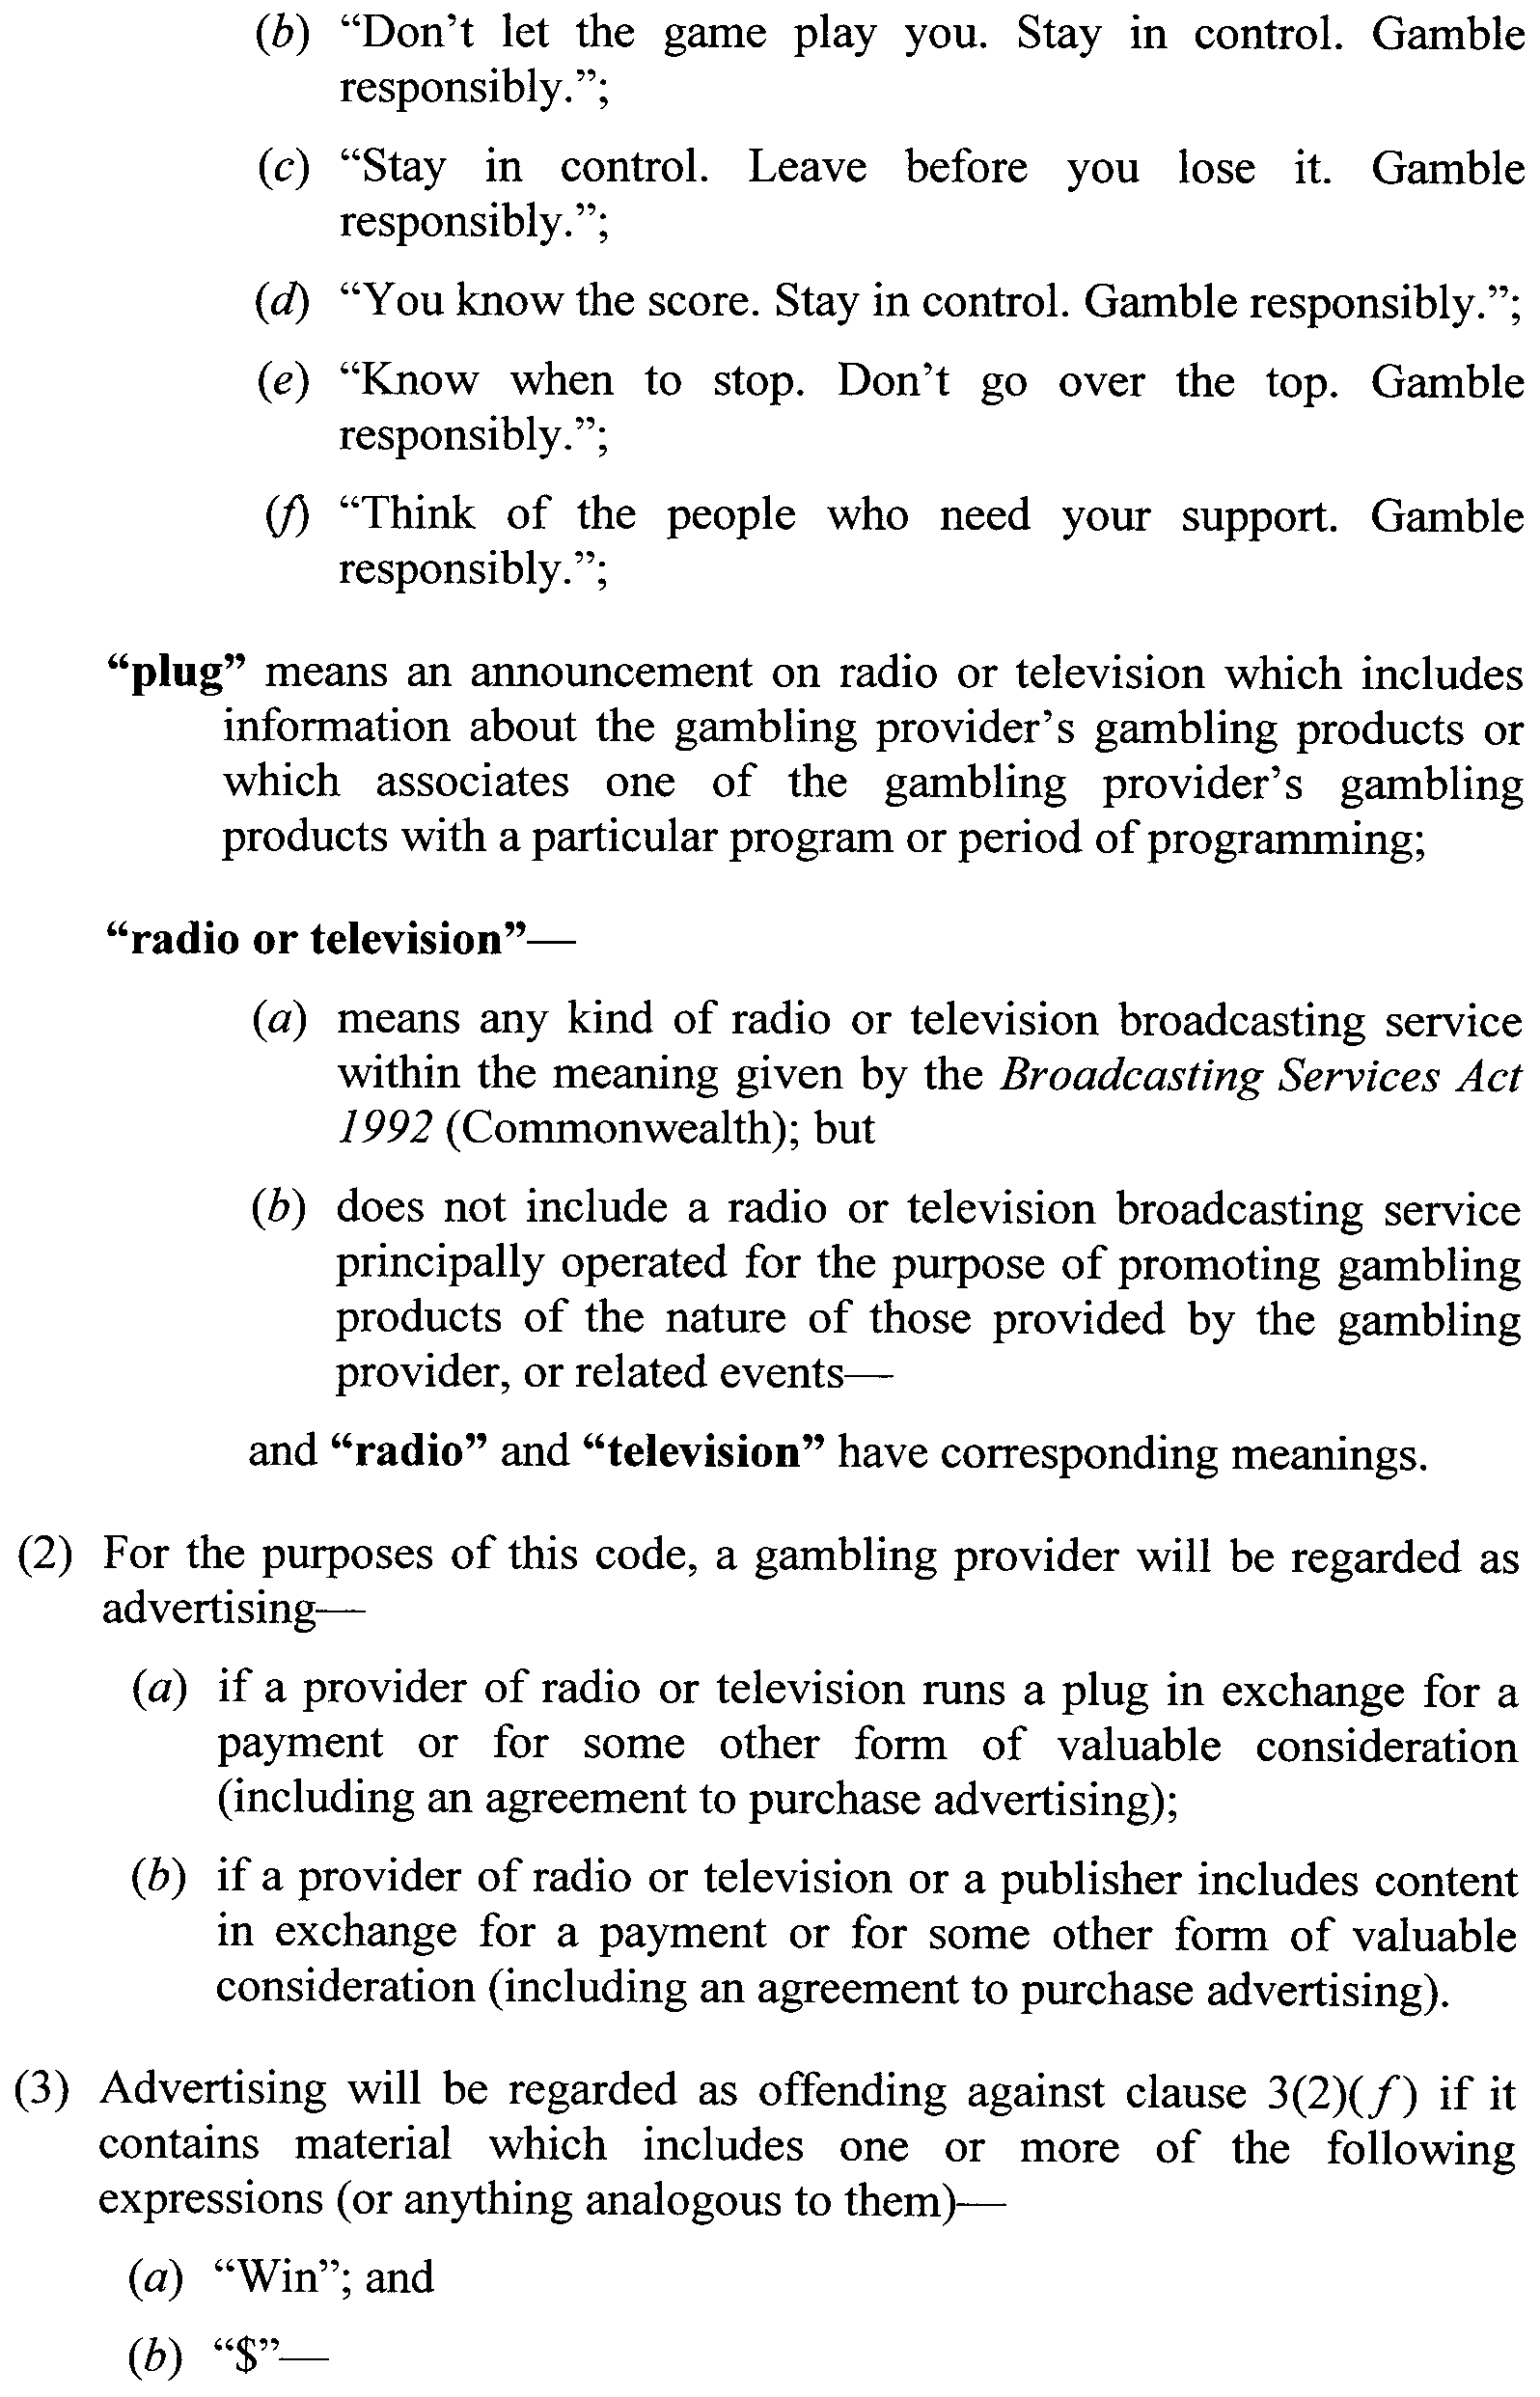 (b) “Don’t let the game play you. Stay in control. Gamble
responsibly.”;
(c) “Stay in control. Leave before you lose it. Gamble
responsibly.”;
(d) “You know the score. Stay in control. Gamble responsibly.”;
(e) “Know when to stop. Don’t go over the top. Gamble
responsibly.”;
(f) “Think of the people who need your support. Gamble
responsibly.”;
“plug” means an announcement on radio or television which includes
information about the gambling provider’s gambling products or
which associates one of the gambling provider’s gambling
products with a particular program or period of programming;
“radio or television”—
(a) means any kind of radio or television broadcasting service
within the meaning given by the Broadcasting Services Act
1992 (Commonwealth); but
(b) does not include a radio or television broadcasting service
principally operated for the purpose of promoting gambling
products of the nature of those provided by the gambling
provider, or related events—
and “radio” and “television” have corresponding meanings.
(2) For the purposes of this code, a gambling provider will be regarded as
advertising—
(a) if a provider of radio or television runs a plug in exchange for a
payment or for some other form of valuable consideration
(including an agreement to purchase advertising);
(b) if a provider of radio or television or a publisher includes content
in exchange for a payment or for some other form of valuable
consideration (including an agreement to purchase advertising).
(3) Advertising will be regarded as offending against clause 3(2)(f) if it
contains material which includes one or more of the following
expressions (or anything analogous to them)—
(a) “Win”; and
(b) “$”—